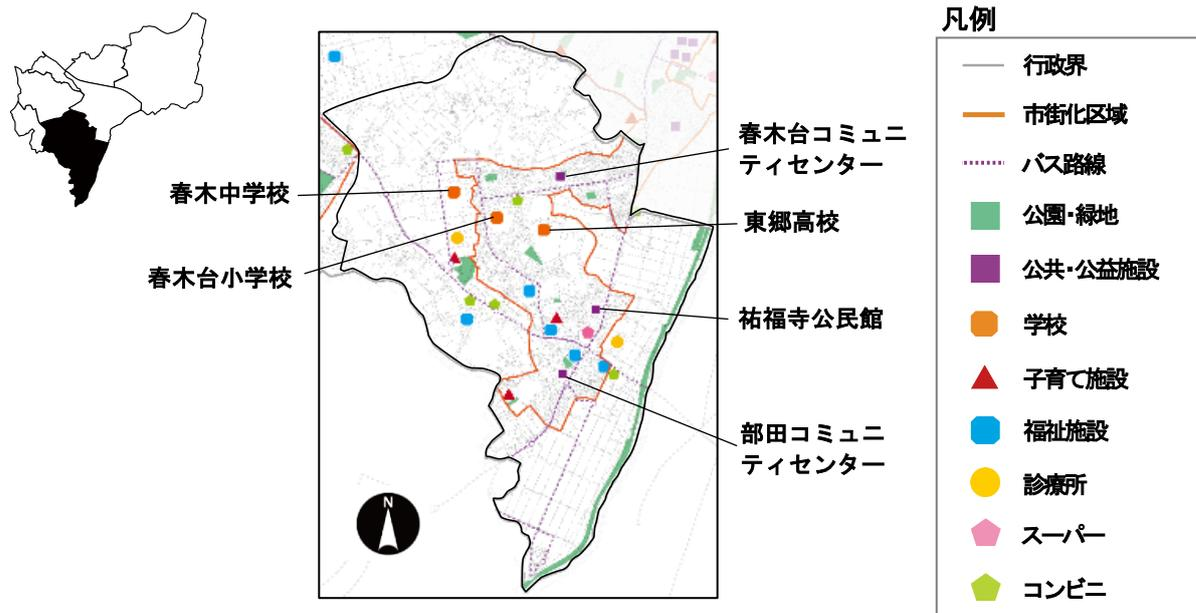 春木台コミュニ
ティセンター
春木中学校
東郷高校
春木台小学校
祐福寺公民館
部田コミュニ
ティセンター
N
凡例
行政界
市街化区域
バス路線
公園・緑地
公共・公益施設
学校
子育て施設
福祉施設
診療所
スーパー
コンビニ